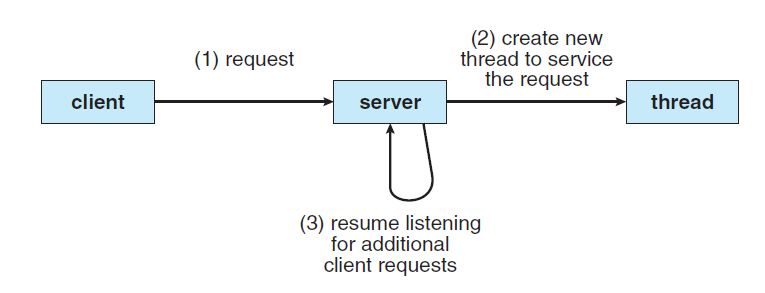 (1) request
(2) create new
thread to service
the request
client
server
thread
(3) resume listening
for additional
client requests